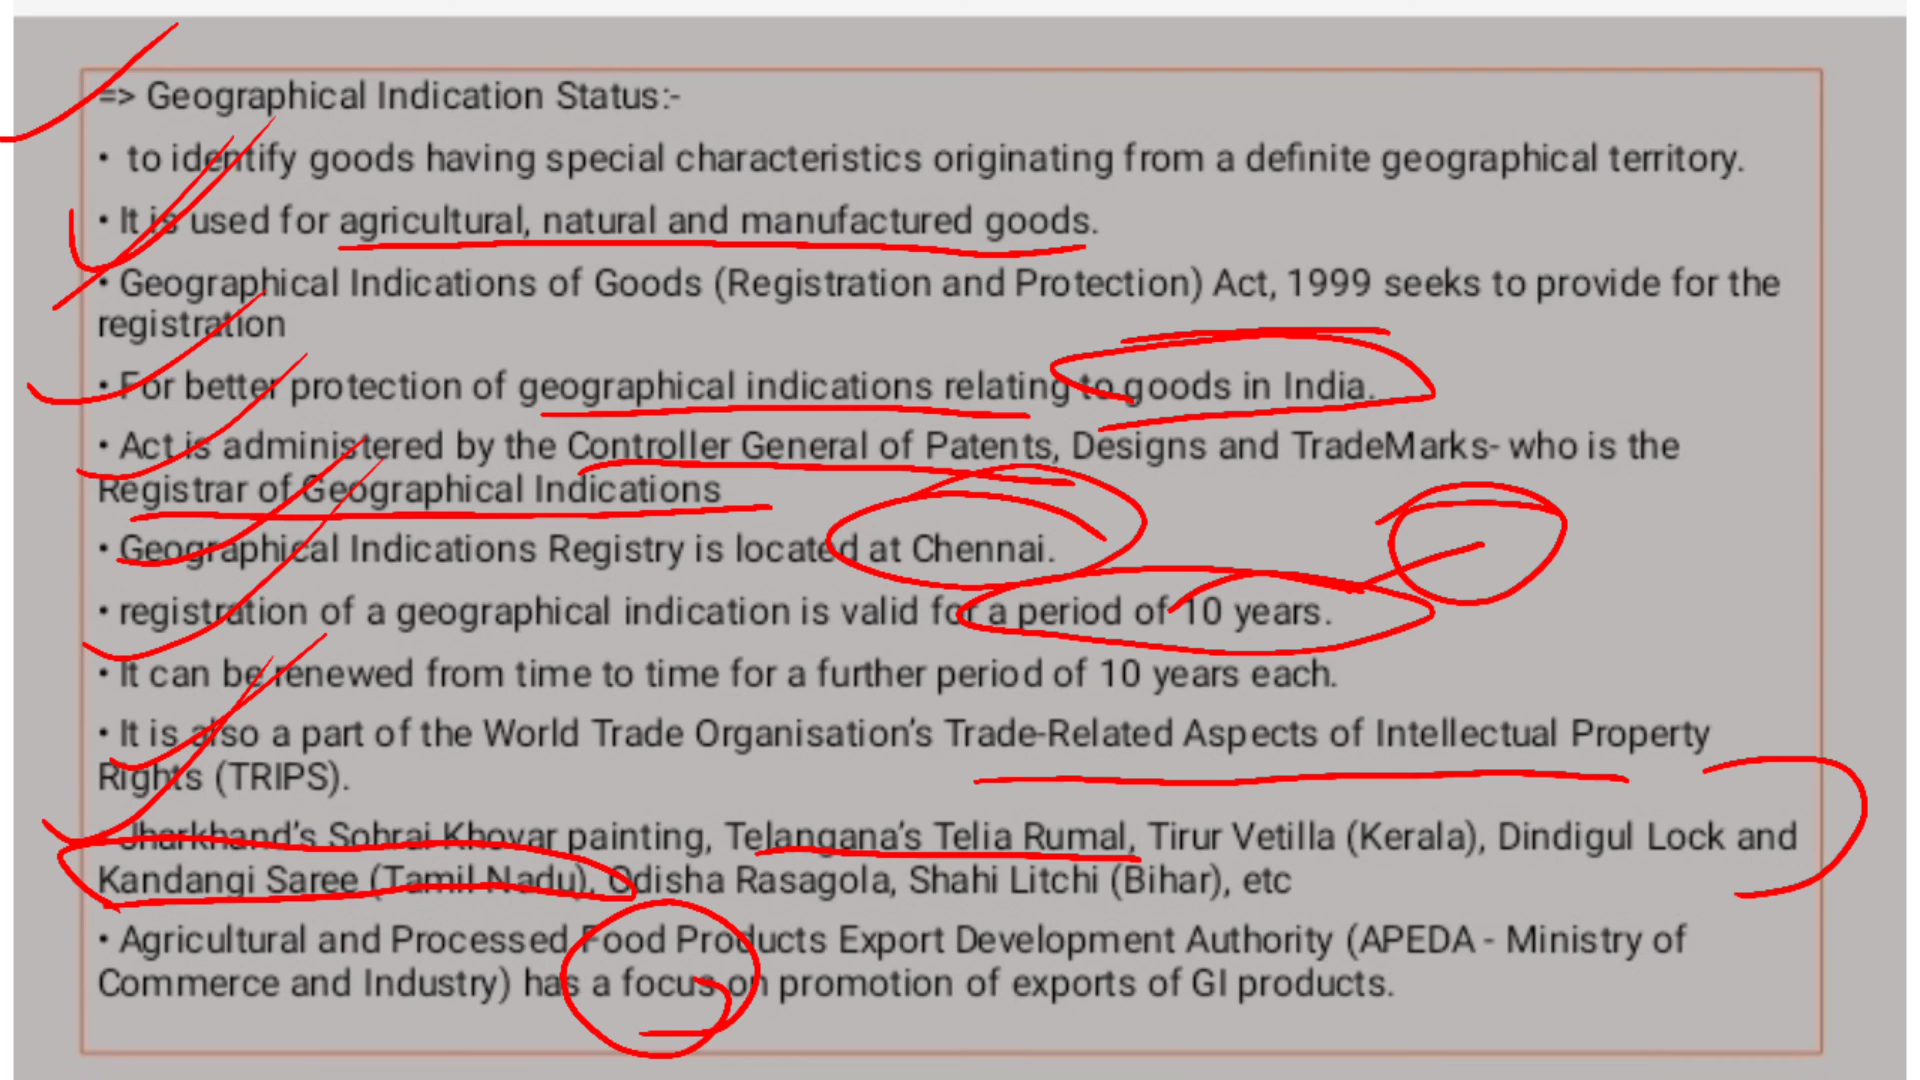 => Geographical Indication Status:-
• to identify goods having special characteristics originating from a definite geographical territory.
• It is used for agricultural, natural and manufactured goods.
• Geographical Indications of Goods (Registration and Protection) Act, 1999 seeks to provide for the
registration
• For better protection of geographical indications relating to goods in India.
• Act is administered by the Controller General of Patents, Designs and TradeMarks- who is the
Registrar of Geographical Indications
• Geographical Indications Registry is located at Chennai.
• registration of a geographical indication is valid for a period of 10 years.
• It can be renewed from time to time for a further period of 10 years each.
• It is also a part of the World Trade Organisation's Trade-Related Aspects of Intellectual Property
Rights (TRIPS).
• Jharkhand's Sohrai Khovar painting, Telangana's Telia Rumal, Tirur Vetilla (Kerala), Dindigul Lock and
Kandangi Saree (Tamil Nadu), Odisha Rasagola, Shahi Litchi (Bihar), etc
• Agricultural and Processed Food Products Export Development Authority (APEDA - Ministry of
Commerce and Industry) has a focus on promotion of exports of GI products.